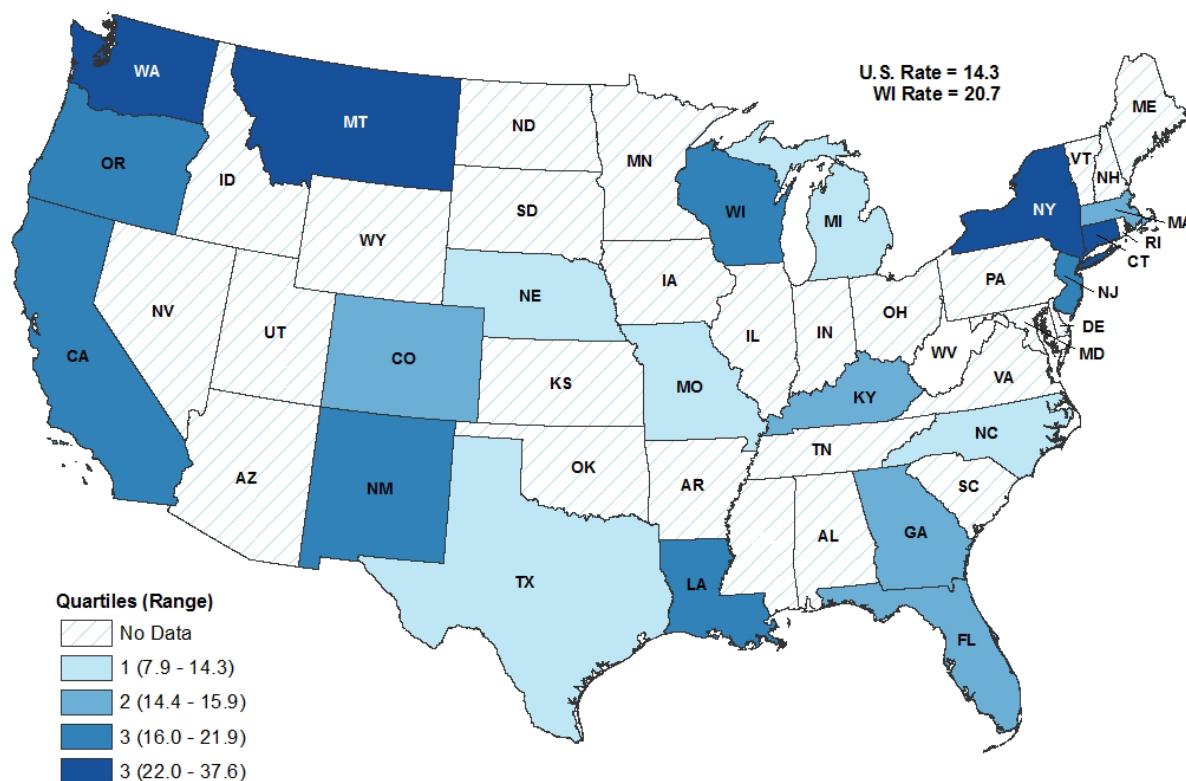 U.S. Rate = 14.3
WI Rate = 20.7
WA
MT
ND
MN
ME
VT
NH
OR
ID
SD
WI
MI
NY
MA
RI
CT
WY
IA
PA
NJ
NE
OH
DE
MD
NV
UT
CO
IL
IN
WV
VA
CA
KS
MO
KY
NC
TN
AZ
NM
OK
AR
SC
AL
GA
TX
LA
FL
Quartiles (Range)
No Data
1 (7.9 - 14.3)
2 (14.4 - 15.9)
3 (16.0 - 21.9)
3 (22.0 - 37.6)